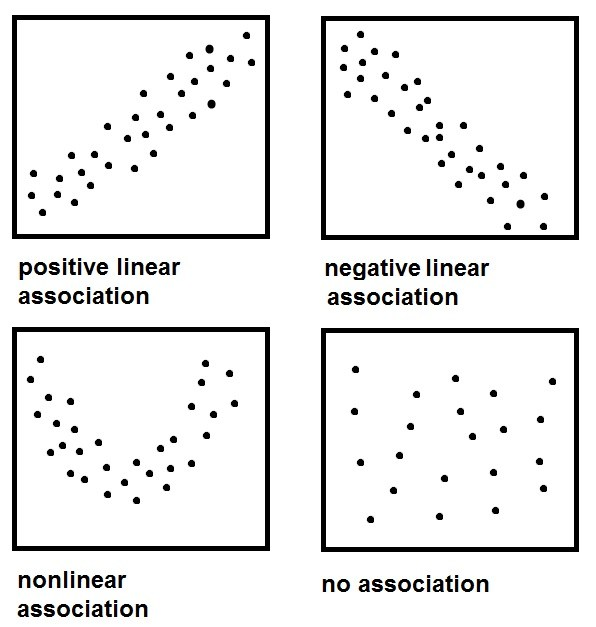 positive linear
association
negative linear
association
nonlinear
association
no association